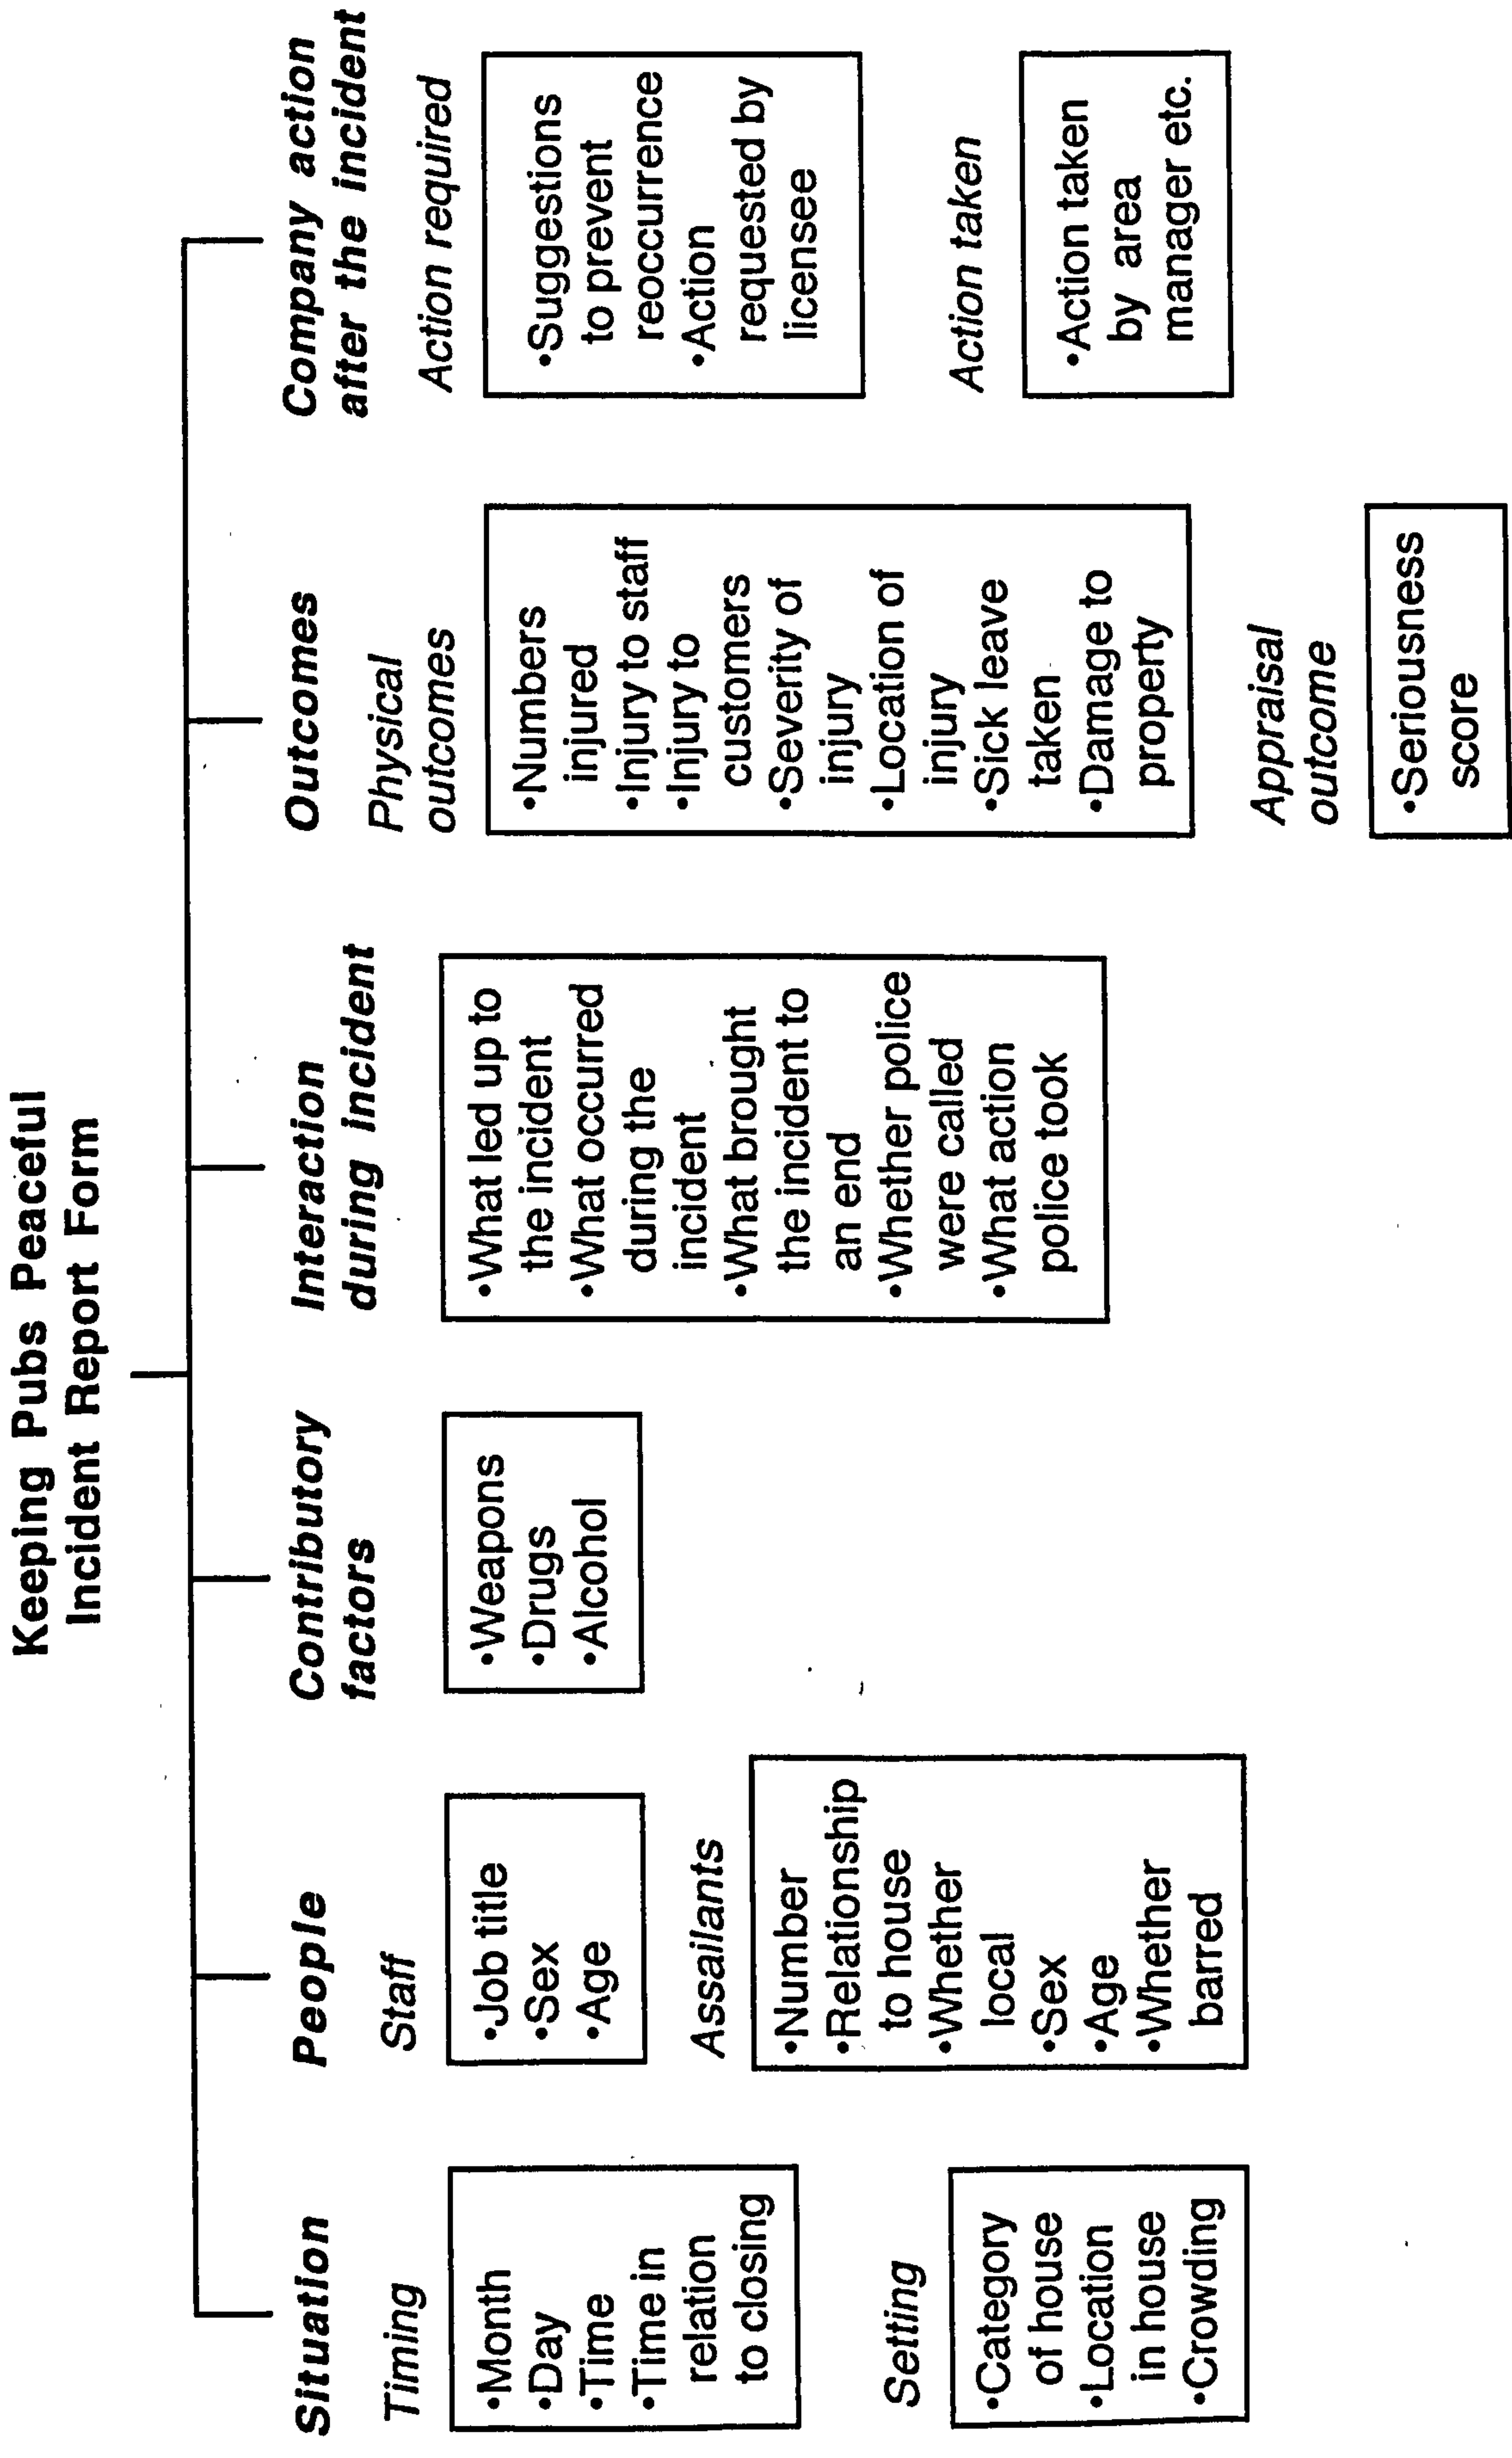 Keeping Pubs Peaceful
Incident Report Form
Situation
Timing
•Month
•Day
•Time
•Time in
relation
to closing
Setting
•Category
of house
•Location
in house
•Crowding
People
Staff
•Job title
•Sex
•Age
Assailants
•Number
•Relationship
to house
•Whether
local
•Sex
•Age
•Whether
barred
Contributory
factors
•Weapons
•Drugs
•Alcohol
Interaction
during incident
•What led up to
the incident
•What occurred
during the
incident
•What brought
the incident to
an end
•Whether police
were called
•What action
police took
Outcomes
Physical
outcomes
•Numbers
injured
•Injury to staff
•Injury to
customers
•Severity of
injury
•Location of
injury
•Sick leave
taken
•Damage to
property
Appraisal
outcome
•Seriousness
score
Company action
after the incident
Action required
•Suggestions
to prevent
reoccurrence
•Action
requested by
licensee
Action taken
•Action taken
by area
manager etc.